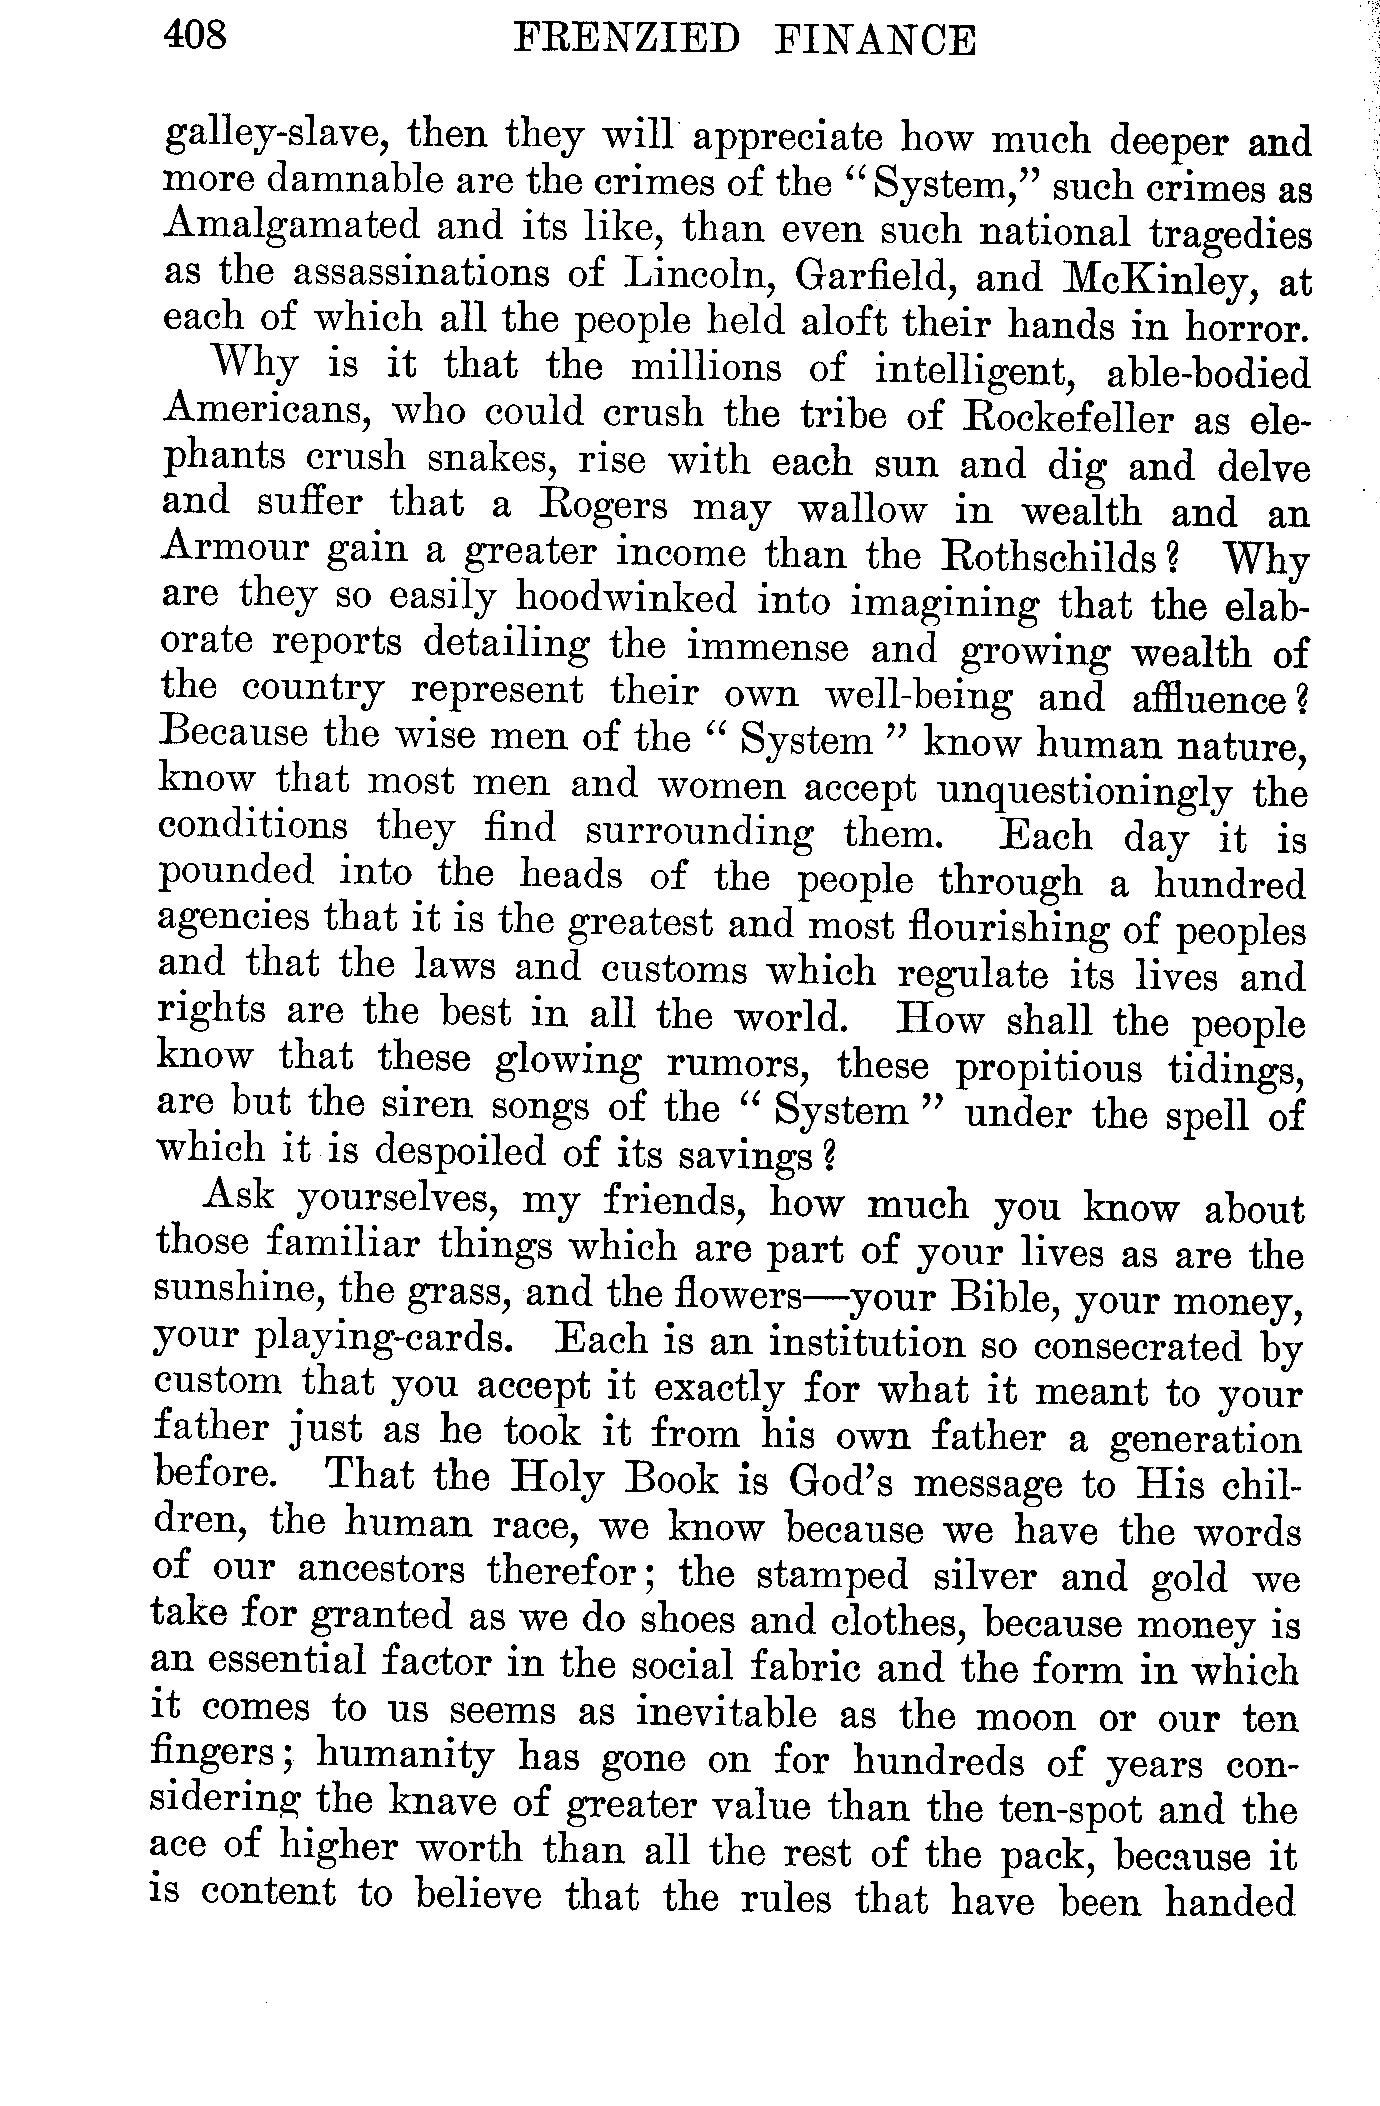 408 FRENZIED FINANCE
galley-slave, then they will appreciate how much deeper and
more damnable are the crimes of the “System,” such crimes as
Amalgamated and its like, than even such national tragedies
as the assassinations of Lincoln, Garfield, and McKinley, at
each of which all the people held aloft their hands in horror.
Why is it that the millions of intelligent, able-bodied
Americans, who could crush the tribe of Rockefeller as ele-
phants crush snakes, rise with each sun and dig and delve
and suffer that a Rogers may wallow in wealth and an
Armour gain a greater income than the Rothschilds? Why
are they so easily hoodwinked into imagining that the elab-
orate reports detailing the immense and growing wealth of
the country represent their own well-being and affluence?
Because the wise men of the “ System ” know human nature,
know that most men and women accept unquestioningly the
conditions they find surrounding them. Each day it is
pounded into the heads of the people through a hundred
agencies that it is the greatest and most flourishing of peoples
and that the laws and customs which regulate its lives and
rights are the best in all the world. How shall the people
know that these glowing rumors, these propitious tidings,
are but the siren songs of the “ System ” under the spell of
which it is despoiled of its savings?
Ask yourselves, my friends, how much you know about
those familiar things which are part of your lives as are the
sunshine, the grass, and the flowers—your Bible, your money,
your playing-cards. Each is an institution so consecrated by
custom that you accept it exactly for what it meant to your
father just as he took it from his own father a generation
before. That the Holy Book is God’s message to His chil-
dren, the human race, we know because we have the words
of our ancestors therefor; the stamped silver and gold we
take for granted as we do shoes and clothes, because money is
an essential factor in the social fabric and the form in which
it comes to us seems as inevitable as the moon or our ten
fingers; humanity has gone on for hundreds of years con-
sidering the knave of greater value than the ten-spot and the
ace of higher worth than all the rest of the pack, because it
is content to believe that the rules that have been handed